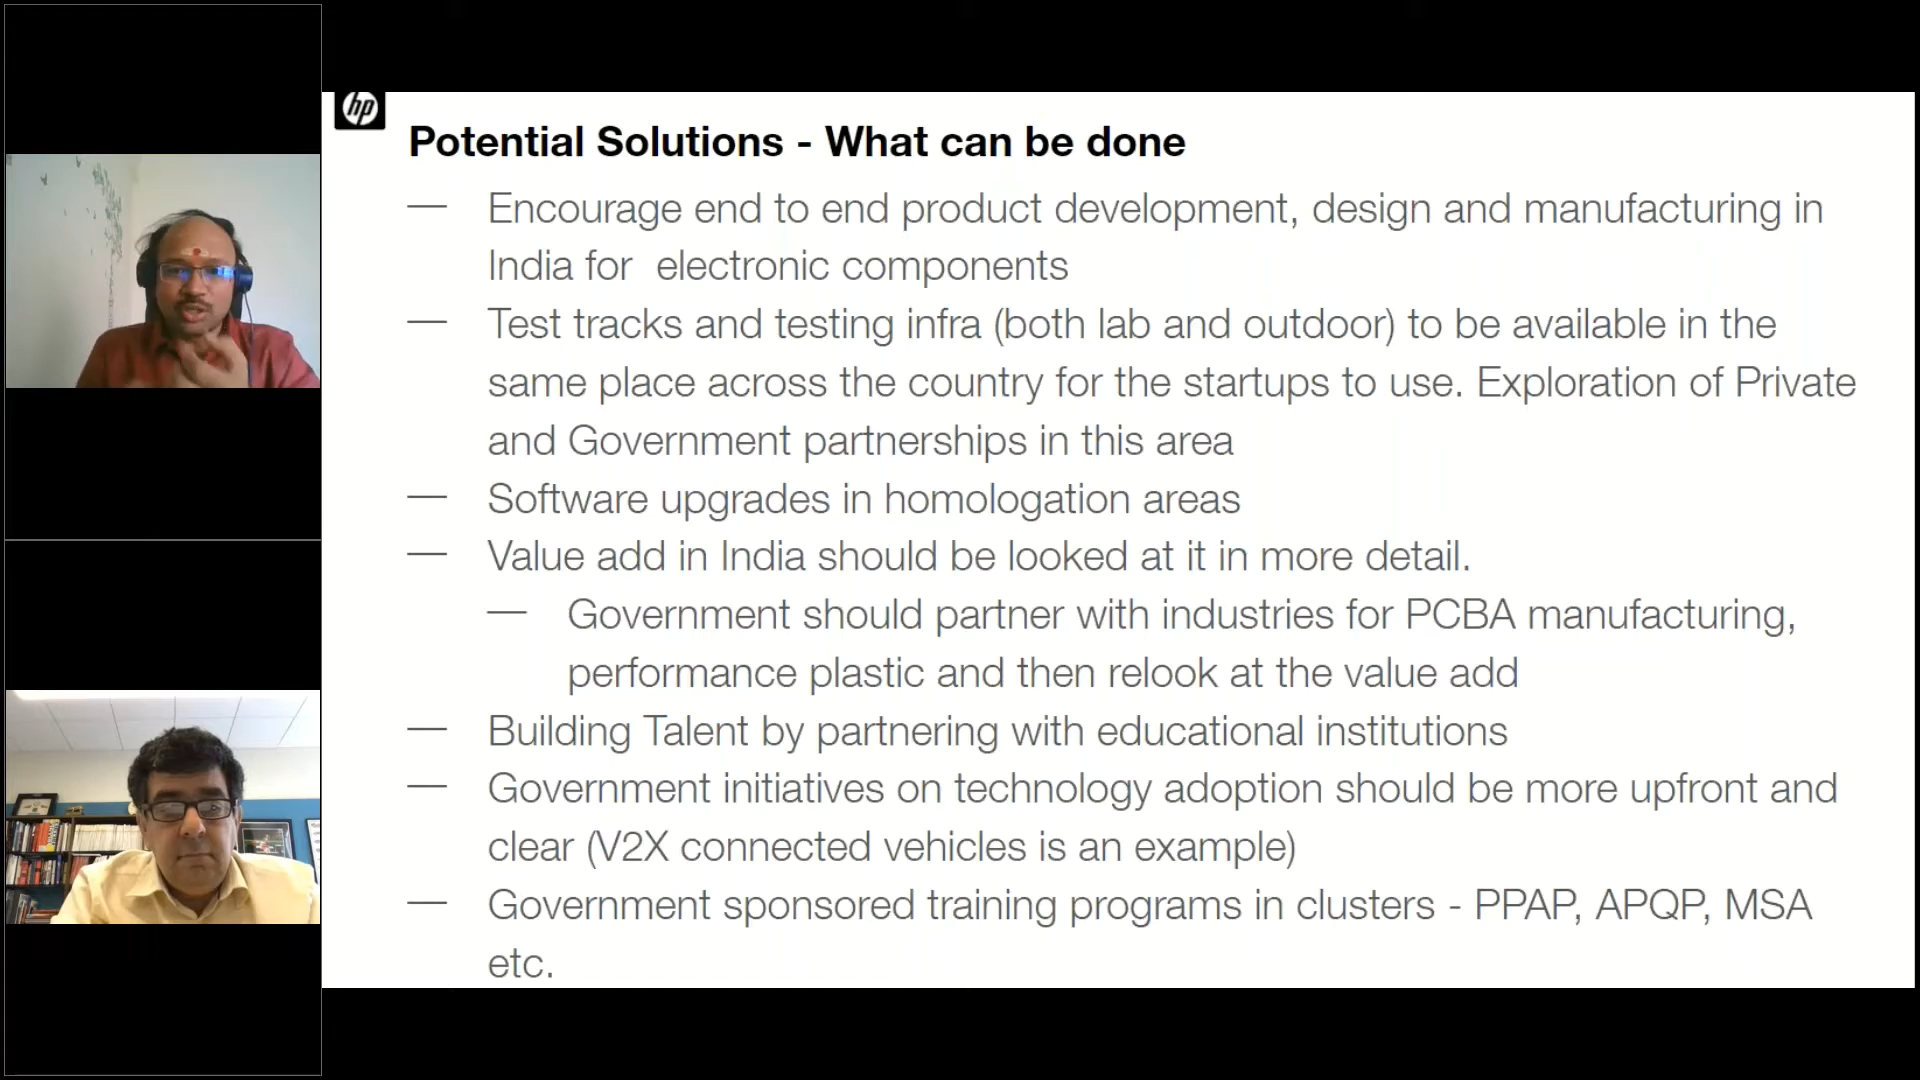 hp
Potential Solutions - What can be done
— Encourage end to end product development, design and manufacturing in
India for electronic components
— Test tracks and testing infra (both lab and outdoor) to be available in the
same place across the country for the startups to use. Exploration of Private
and Government partnerships in this area
— Software upgrades in homologation areas
— Value add in India should be looked at it in more detail.
— Government should partner with industries for PCBA manufacturing,
performance plastic and then relook at the value add
— Building Talent by partnering with educational institutions
— Government initiatives on technology adoption should be more upfront and
clear (V2X connected vehicles is an example)
— Government sponsored training programs in clusters - PPAP, APQP, MSA
etc.